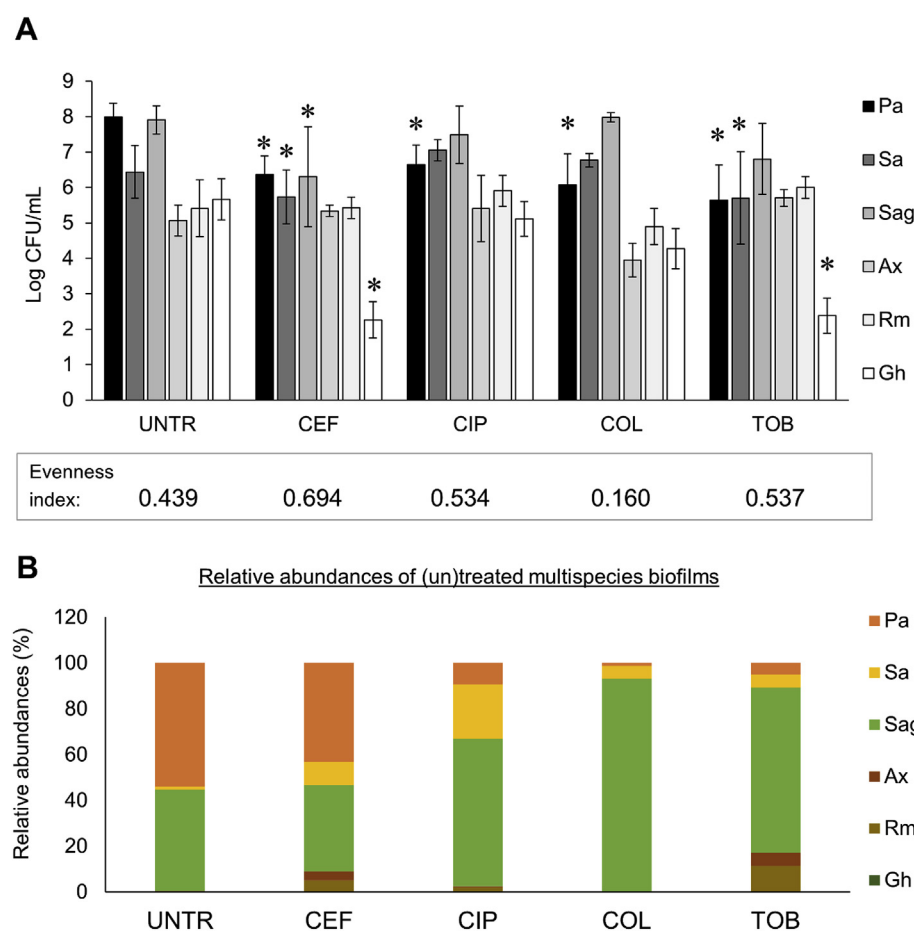 A
9
8
7
6
5
4
3
2
1
0
Log CFU/mL
* * * * * * * * *
UNTR CEF CIP COL TOB
Pa
Sa
Sag
Ax
Rm
Gh
Evenness
index: 0.439 0.694 0.534 0.160 0.537
B
Relative abundances of (un)treated multispecies biofilms
120
100
80
60
40
20
0
Relative abundances (%)
UNTR CEF CIP COL TOB
Pa
Sa
Sag
Ax
Rm
Gh